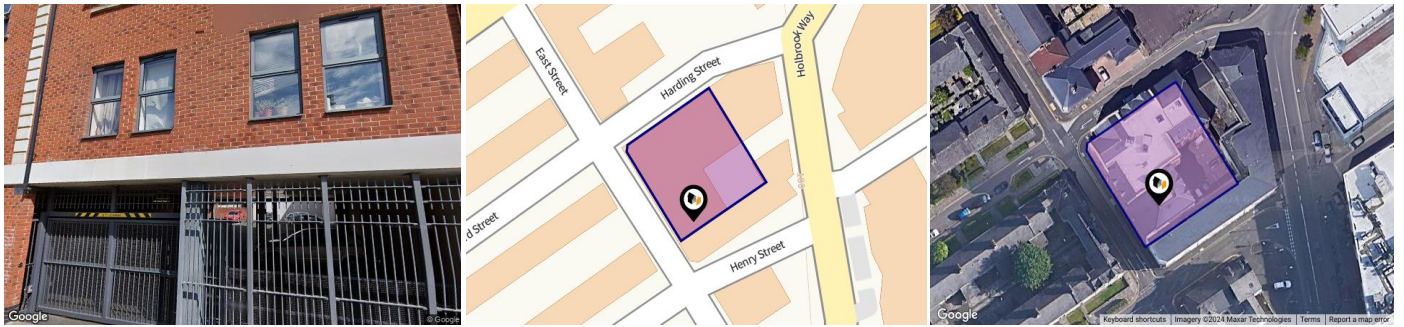 Google
© Google
East Street
Harding Street
Holbrook Way
d Street
Henry Street
Google
Keyboard shortcuts
Imagery ©2024 Maxar Technologies
Terms
Report a map error